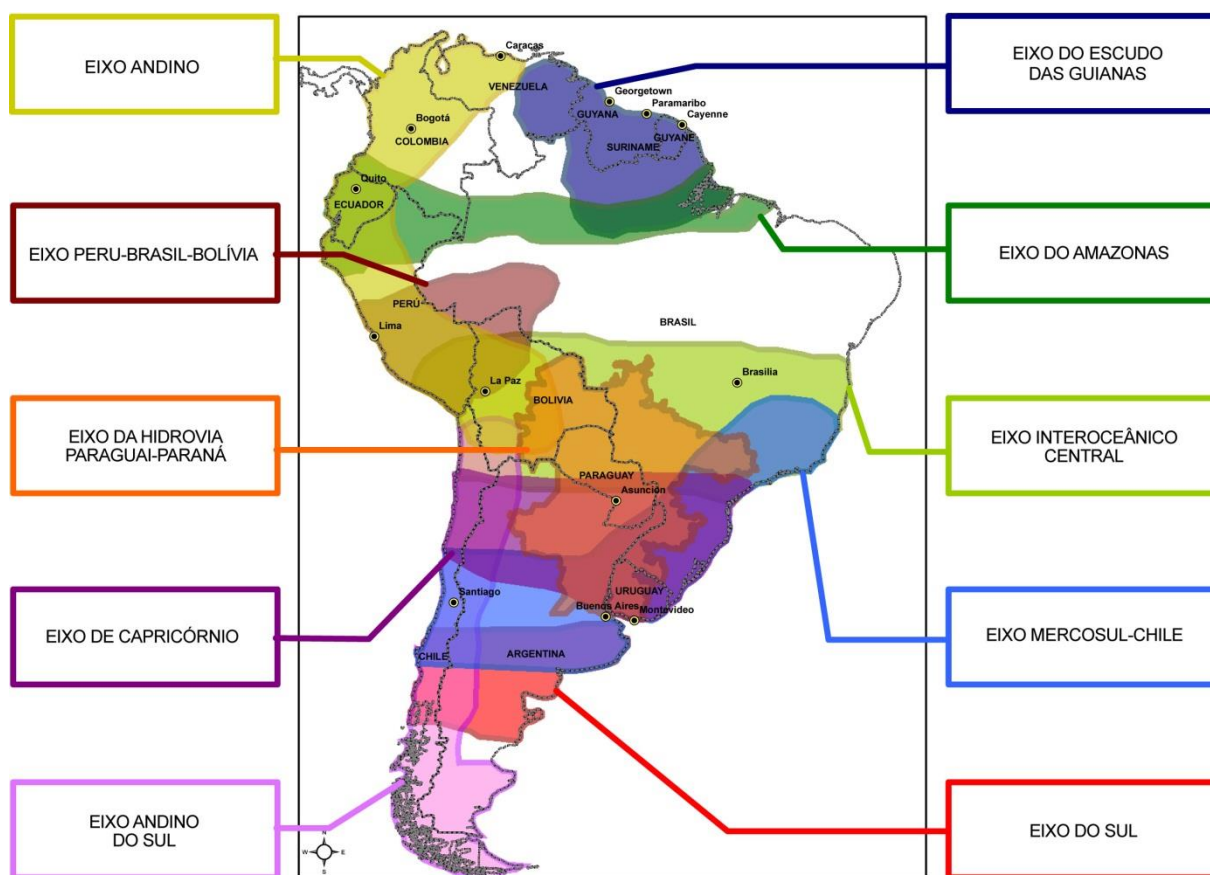 EIXO ANDINO
EIXO PERU-BRASIL-BOLÍVIA
EIXO DA HIDROVIA
PARAGUAI-PARANÁ
EIXO DE CAPRICÓRNIO
EIXO ANDINO
DO SUL
Caracas
VENEZUELA
Georgetown
GUYANA
Paramaribo
Cayenne
GUYANE
SURINAME
Bogotá
COLOMBIA
Quito
ECUADOR
PERÚ
Lima
BRASIL
Brasilia
La Paz
BOLIVIA
PARAGUAY
Asunción
URUGUAY
Santiago
Buenos Aires
Montevideo
CHILE
ARGENTINA
N
W
E
S
EIXO DO ESCUDO
DAS GUIANAS
EIXO DO AMAZONAS
EIXO INTEROCEÂNICO
CENTRAL
EIXO MERCOSUL-CHILE
EIXO DO SUL